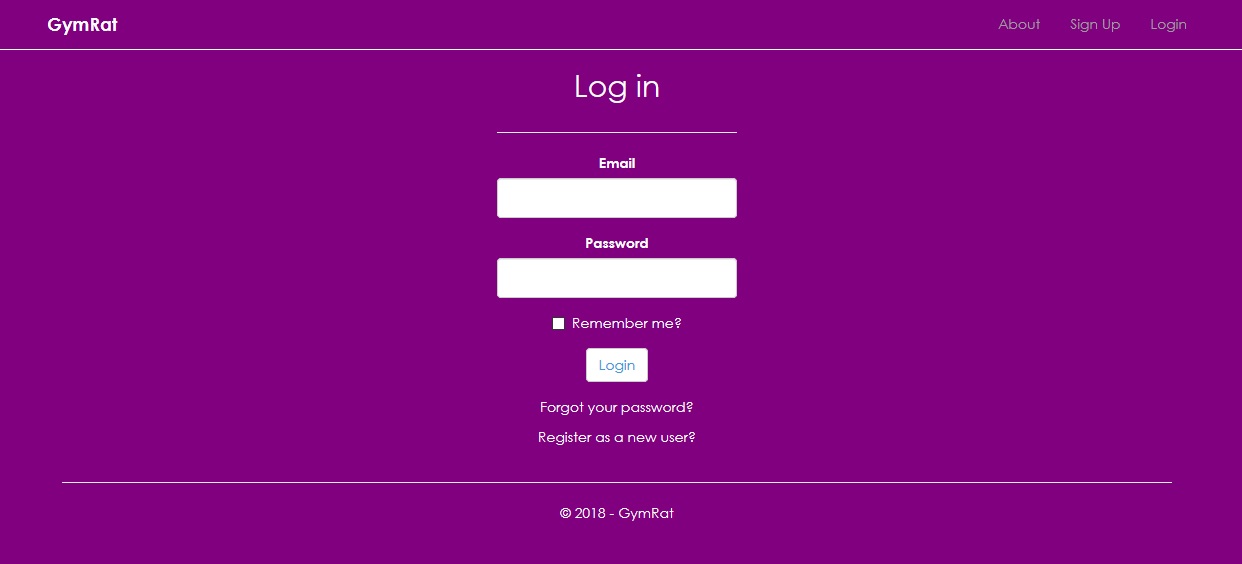 GymRat About Sign Up Login
Log in
Email
Password
Remember me?
Login
Forgot your password?
Register as a new user?
© 2018 - GymRat